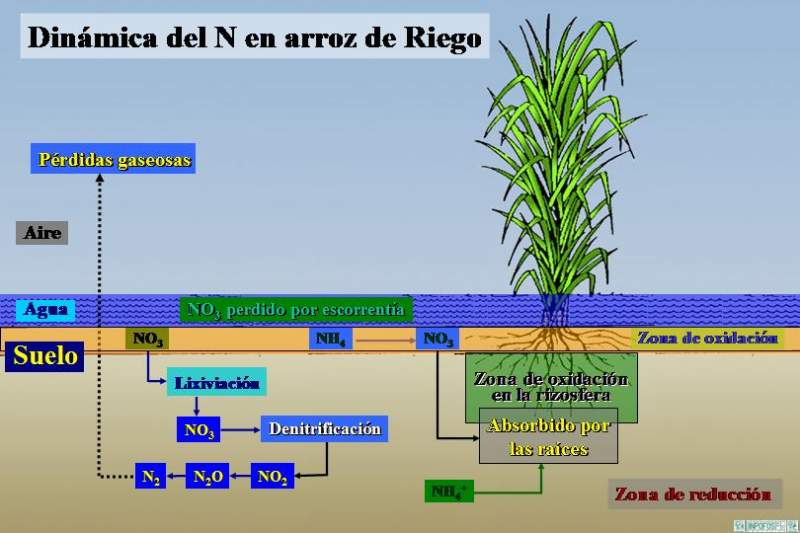 Dinámica del N en arroz de Riego
Pérdidas gaseosas
Aire
Agua
NO3 perdido por escorrentía
NO3
NH4
NO3
Zona de oxidación
Suelo
Lixiviación
Zona de oxidación
en la rizosfera
NO3
Denitrificación
Absorbido por
las raíces
N2
N2O
NO2
NH4+
Zona de reducción